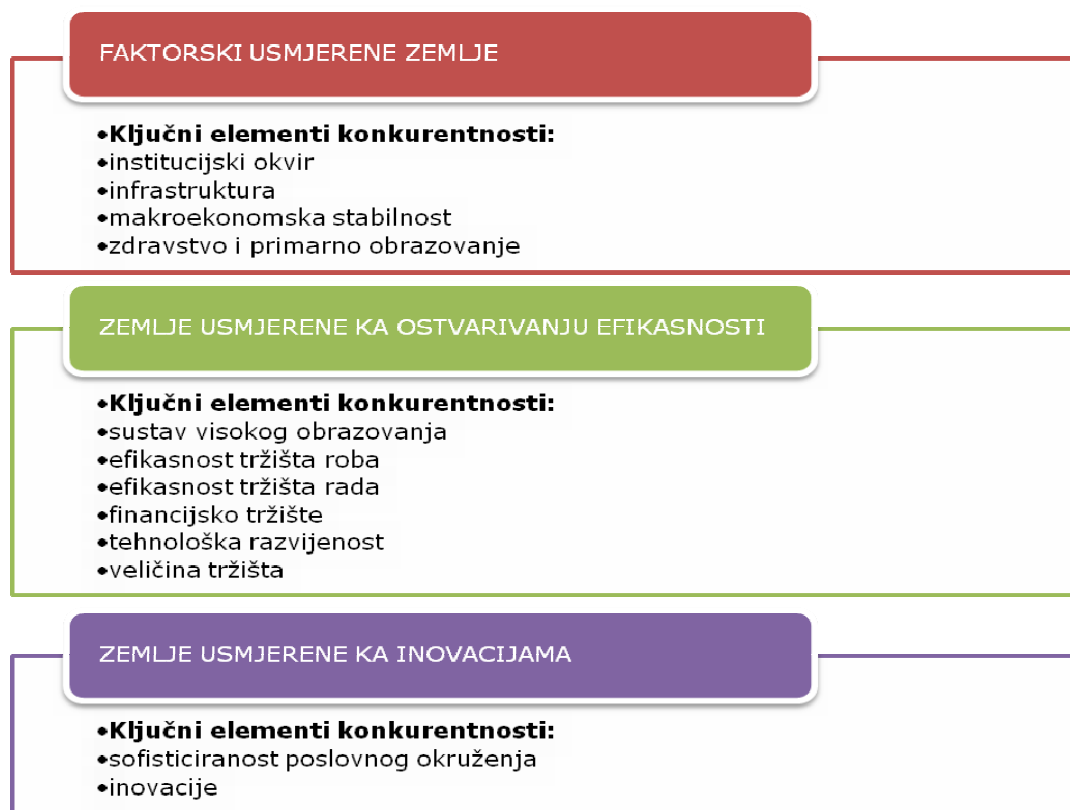 FAKTORSKI USMJERENE ZEMLJE
•Ključni elementi konkurentnosti:
•institucijski okvir
•infrastruktura
•makroekonomska stabilnost
•zdravstvo i primarno obrazovanje
ZEMLJE USMJERENE KA OSTVARIVANJU EFIKASNOSTI
•Ključni elementi konkurentnosti:
•sustav visokog obrazovanja
•efikasnost tržišta roba
•efikasnost tržišta rada
•financijsko tržište
•tehnološka razvijenost
•veličina tržišta
ZEMLJE USMJERENE KA INOVACIJAMA
•Ključni elementi konkurentnosti:
•sofisticiranost poslovnog okruženja
•inovacije